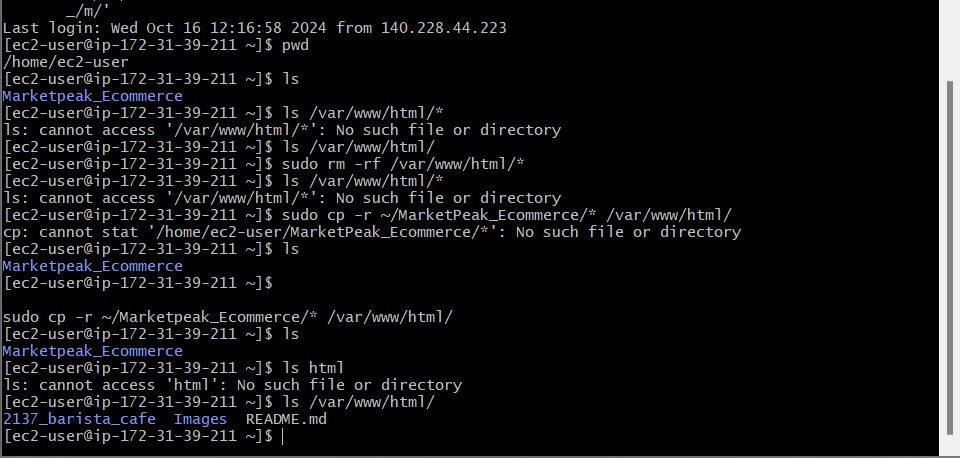 _/m/'
Last login: Wed Oct 16 12:16:58 2024 from 140.228.44.223
[ec2-user@ip-172-31-39-211 ~]$ pwd
/home/ec2-user
[ec2-user@ip-172-31-39-211 ~]$ ls
Marketpeak_Ecommerce
[ec2-user@ip-172-31-39-211 ~]$ ls /var/www/html/*
ls: cannot access '/var/www/html/*': No such file or directory
[ec2-user@ip-172-31-39-211 ~]$ ls /var/www/html/
[ec2-user@ip-172-31-39-211 ~]$ sudo rm -rf /var/www/html/*
[ec2-user@ip-172-31-39-211 ~]$ ls /var/www/html/*
ls: cannot access '/var/www/html/*': No such file or directory
[ec2-user@ip-172-31-39-211 ~]$ sudo cp -r ~/MarketPeak_Ecommerce/* /var/www/html/
cp: cannot stat '/home/ec2-user/MarketPeak_Ecommerce/*': No such file or directory
[ec2-user@ip-172-31-39-211 ~]$ ls
Marketpeak_Ecommerce
[ec2-user@ip-172-31-39-211 ~]$
sudo cp -r ~/Marketpeak_Ecommerce/* /var/www/html/
[ec2-user@ip-172-31-39-211 ~]$ ls
Marketpeak_Ecommerce
[ec2-user@ip-172-31-39-211 ~]$ ls html
ls: cannot access 'html': No such file or directory
[ec2-user@ip-172-31-39-211 ~]$ ls /var/www/html/
2137_barista_cafe  Images  README.md
[ec2-user@ip-172-31-39-211 ~]$